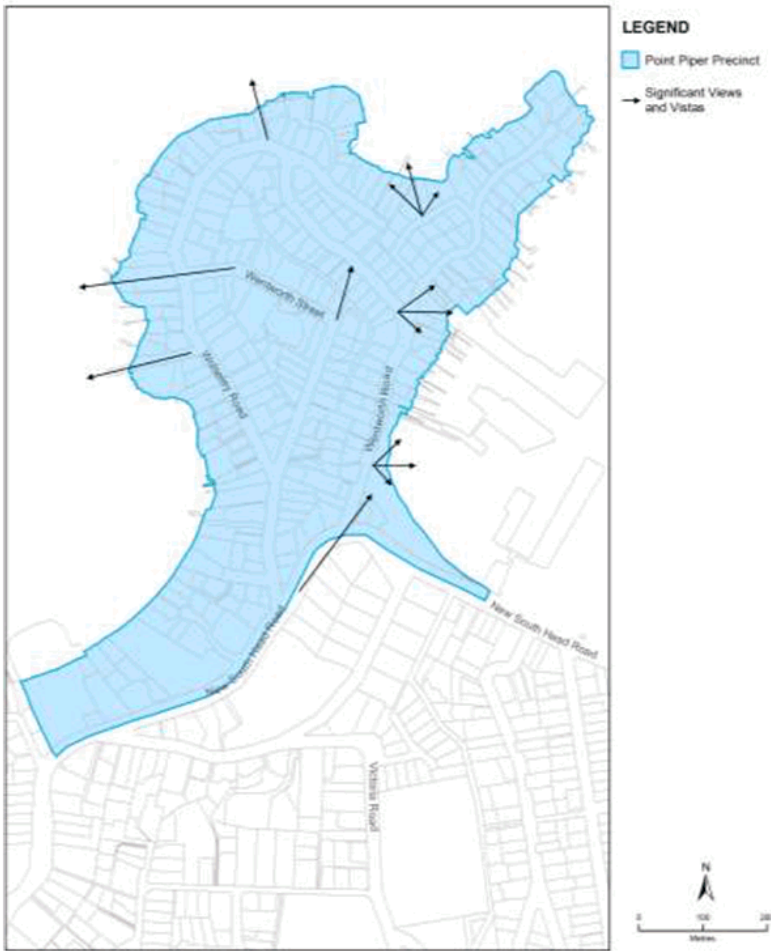 LEGEND
Point Piper Precinct
Significant Views
and Vistas
Wentworth Street
Wolseley Road
Wentworth Road
New South Head Road
New South Head Road
Victoria Road
N
0 100 200
Metres